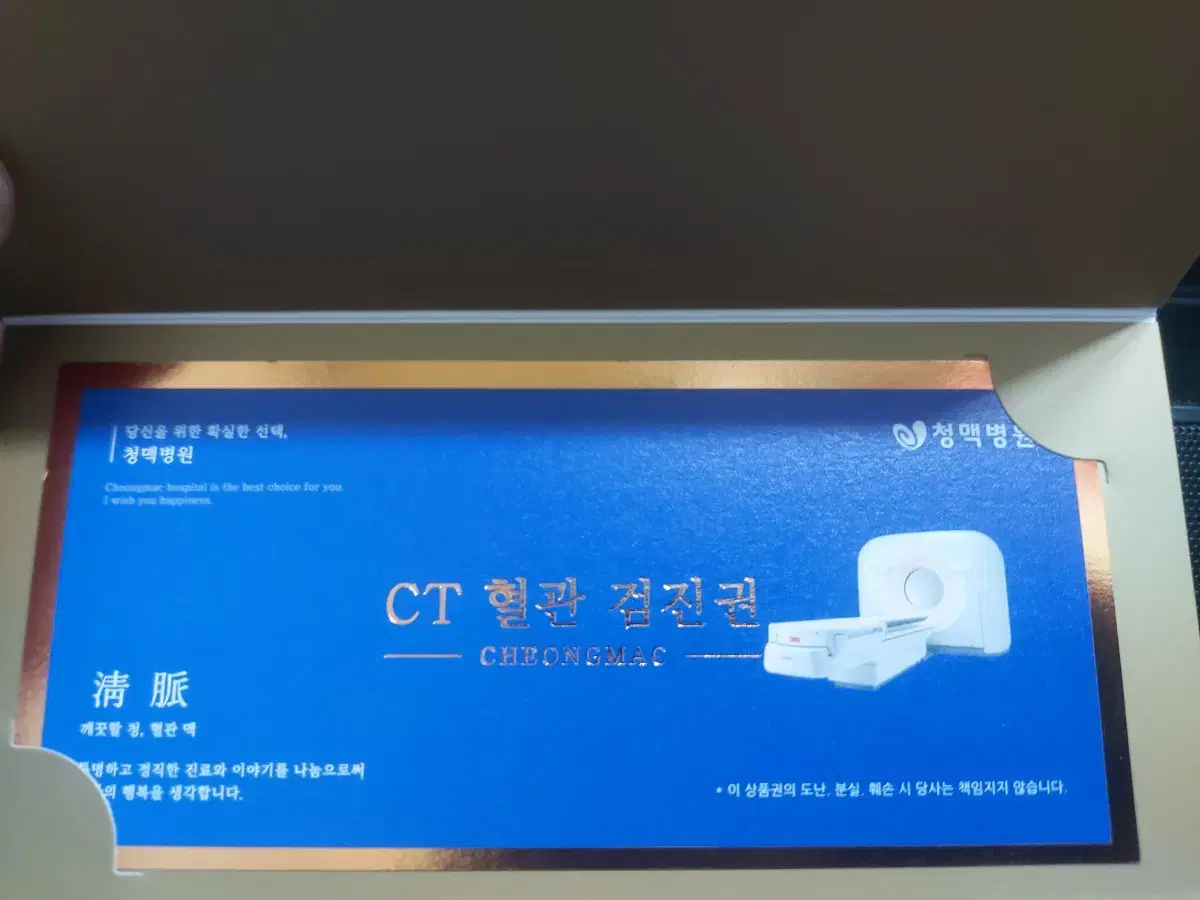 당신을 위한 확실한 선택,
청맥병원
Cheongmac hospital is the best choice for you.
I wish you happiness.
청맥병원
CT 혈관 검진권
CHEONGMAC
淸 脈
깨끗할 청, 혈관 맥
투명하고 정직한 진료와 이야기를 나눔으로써
의 행복을 생각합니다.
* 이 상품권의 도난, 분실, 훼손 시 당사는 책임지지 않습니다.